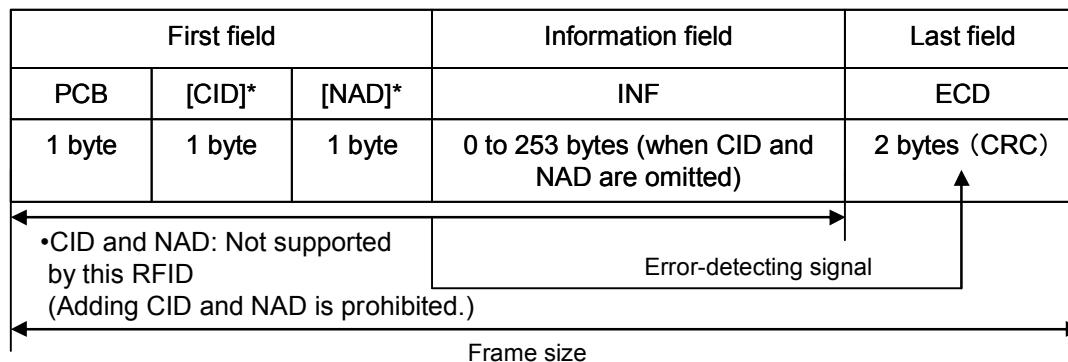 First field Information field Last field
PCB [CID]* [NAD]* INF ECD
1 byte 1 byte 1 byte 0 to 253 bytes (when CID and 2 bytes（CRC）
NAD are omitted)
•CID and NAD: Not supported
by this RFID
Error-detecting signal
(Adding CID and NAD is prohibited.)
Frame size